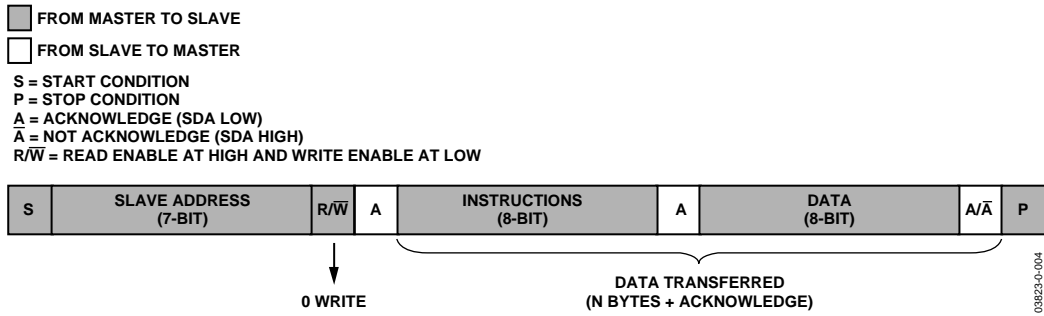 FROM MASTER TO SLAVE
FROM SLAVE TO MASTER
S = START CONDITION
P = STOP CONDITION
A = ACKNOWLEDGE (SDA LOW)
A̅ = NOT ACKNOWLEDGE (SDA HIGH)
R/W̅ = READ ENABLE AT HIGH AND WRITE ENABLE AT LOW
S SLAVE ADDRESS (7-BIT) R/W̅ A INSTRUCTIONS (8-BIT) A DATA (8-BIT) A/A̅ P
0 WRITE
DATA TRANSFERRED
(N BYTES + ACKNOWLEDGE)
03823-0-004